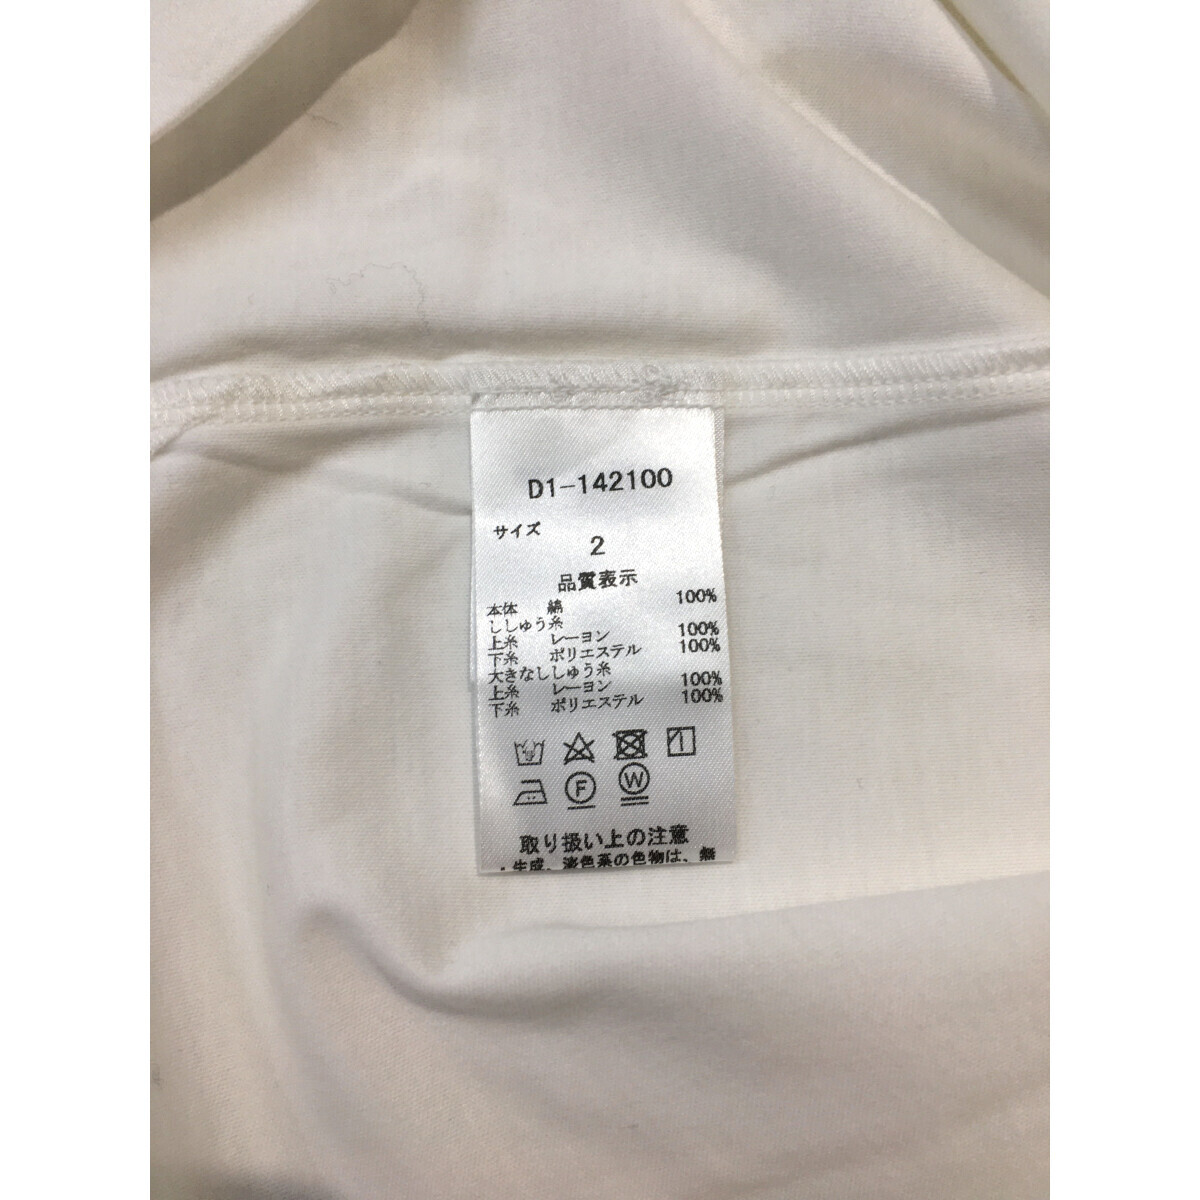 D1-142100
サイズ
2
品質表示
本体 綿 100%
ししゅう糸
上糸 レーヨン 100%
下糸 ポリエステル 100%
大きなししゅう糸
上糸 レーヨン 100%
下糸 ポリエステル 100%
F W
取り扱い上の注意
・生成、淡色系の色物は、無